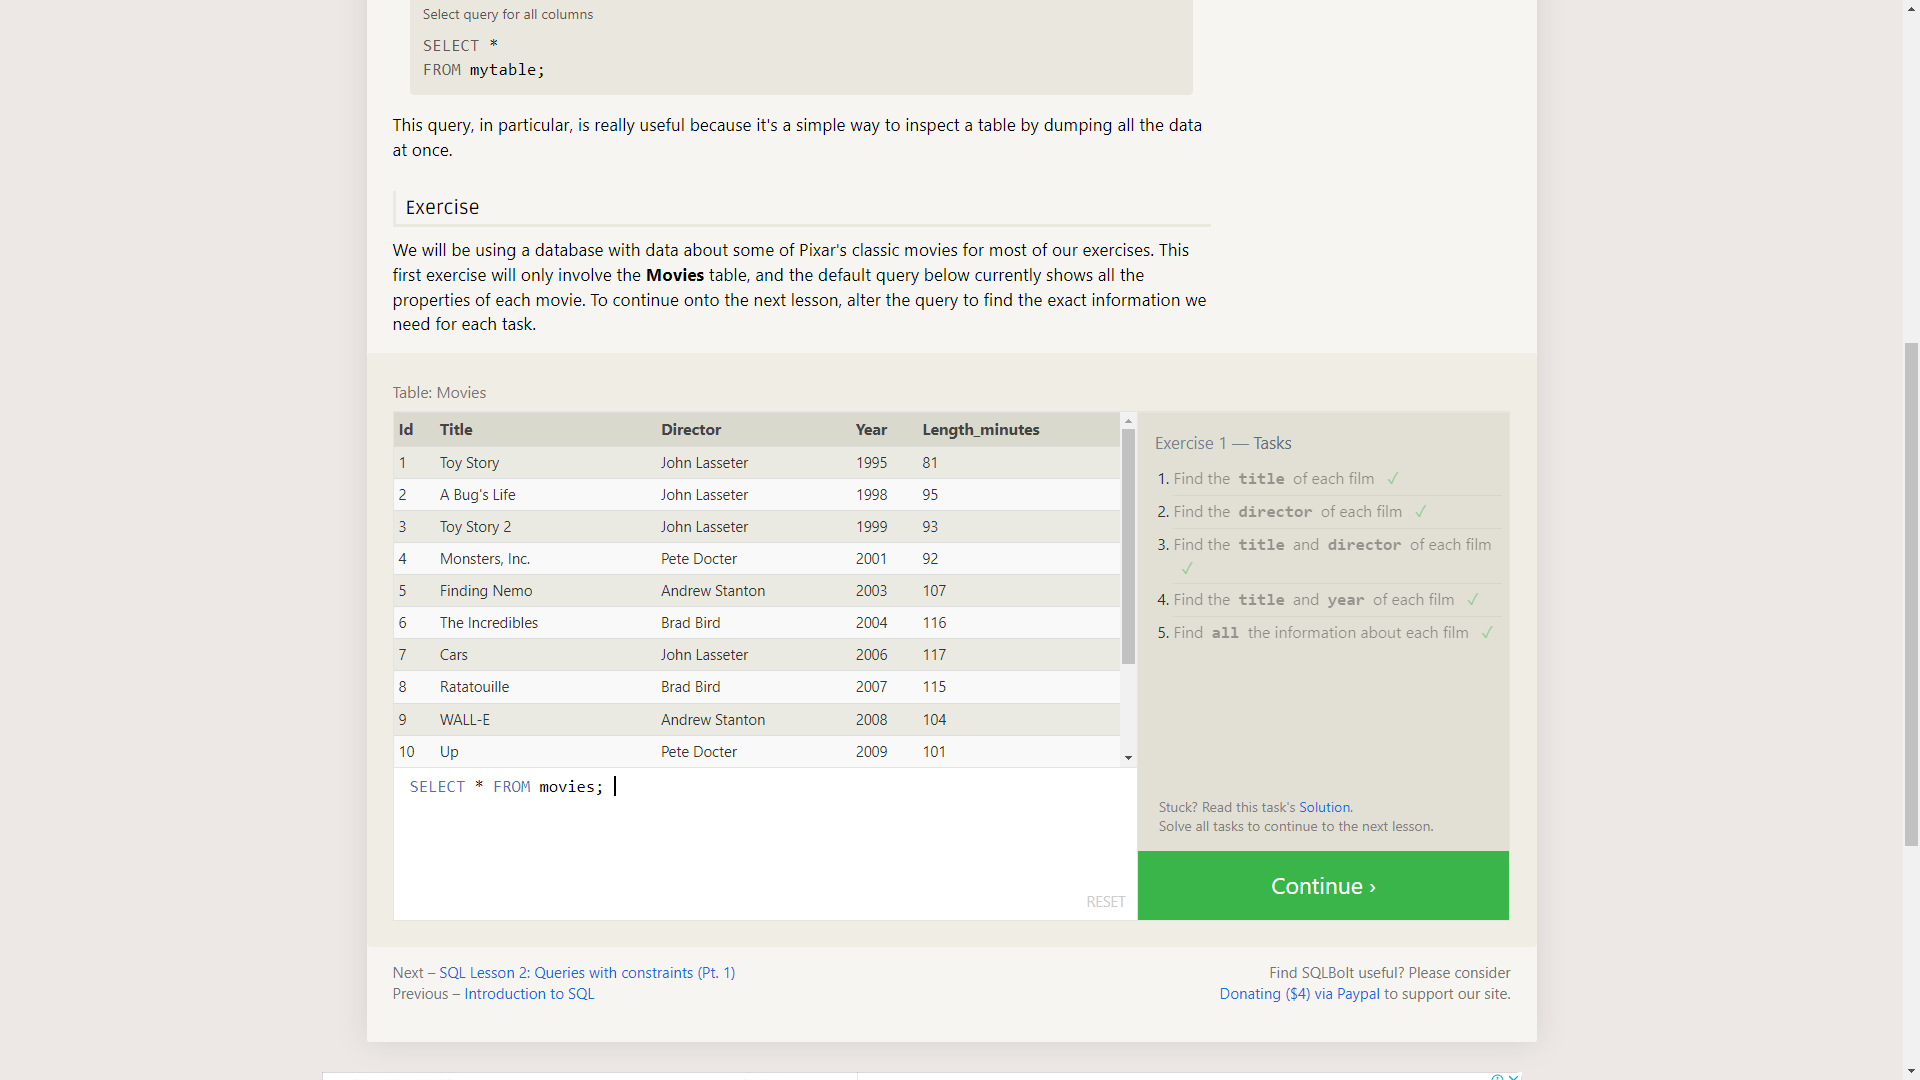 Select query for all columns
SELECT *
FROM mytable;
This query, in particular, is really useful because it's a simple way to inspect a table by dumping all the data
at once.
Exercise
We will be using a database with data about some of Pixar's classic movies for most of our exercises. This
first exercise will only involve the Movies table, and the default query below currently shows all the
properties of each movie. To continue onto the next lesson, alter the query to find the exact information we
need for each task.
Table: Movies
Id Title Director Year Length_minutes
1 Toy Story John Lasseter 1995 81
2 A Bug's Life John Lasseter 1998 95
3 Toy Story 2 John Lasseter 1999 93
4 Monsters, Inc. Pete Docter 2001 92
5 Finding Nemo Andrew Stanton 2003 107
6 The Incredibles Brad Bird 2004 116
7 Cars John Lasseter 2006 117
8 Ratatouille Brad Bird 2007 115
9 WALL-E Andrew Stanton 2008 104
10 Up Pete Docter 2009 101
SELECT * FROM movies;
RESET
Exercise 1 — Tasks
1. Find the title of each film ✓
2. Find the director of each film ✓
3. Find the title and director of each film
✓
4. Find the title and year of each film ✓
5. Find all the information about each film ✓
Stuck? Read this task's Solution.
Solve all tasks to continue to the next lesson.
Continue ›
Next – SQL Lesson 2: Queries with constraints (Pt. 1)
Previous – Introduction to SQL
Find SQLBolt useful? Please consider
Donating ($4) via Paypal to support our site.